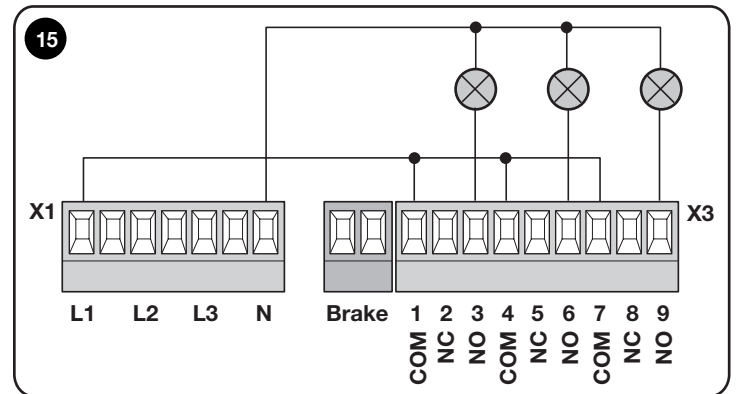 15
X1
X3
L1 L2 L3 N Brake 1 2 3 4 5 6 7 8 9
COM NC NO COM NC NO COM NC NO